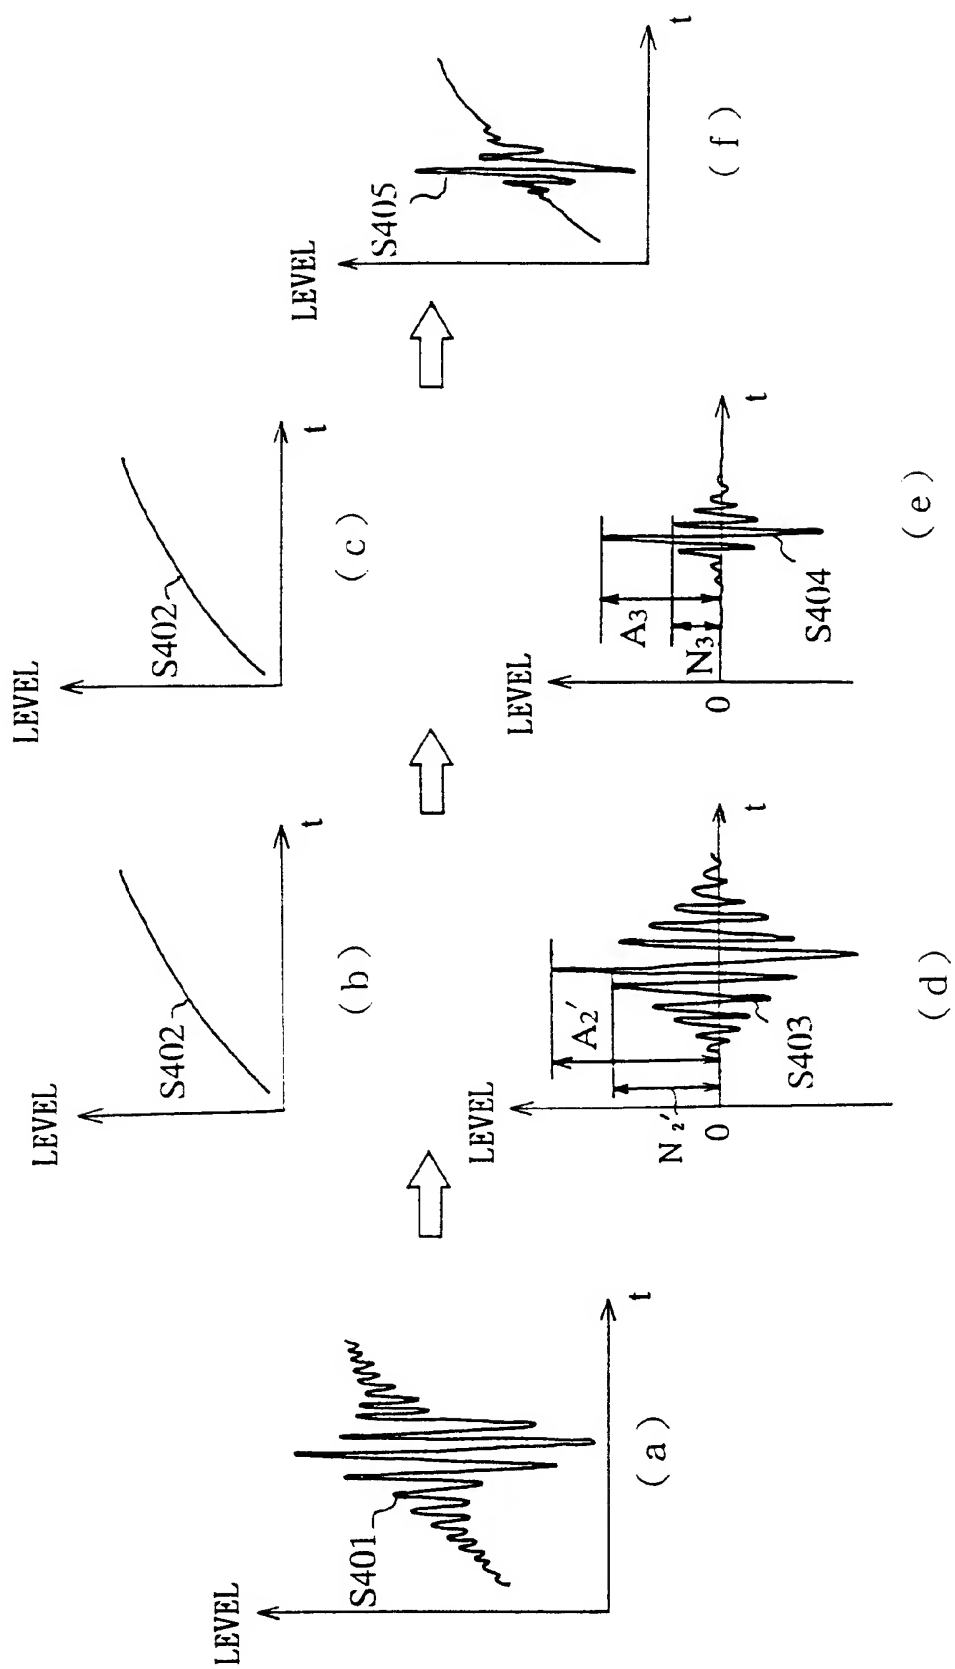 LEVEL
S401
t
(a)
LEVEL
S402
t
(b)
LEVEL
S402
t
(c)
LEVEL
A₂′
N₂′
0
S403
t
(d)
LEVEL
A₃
N₃
0
S404
t
(e)
LEVEL
S405
t
(f)